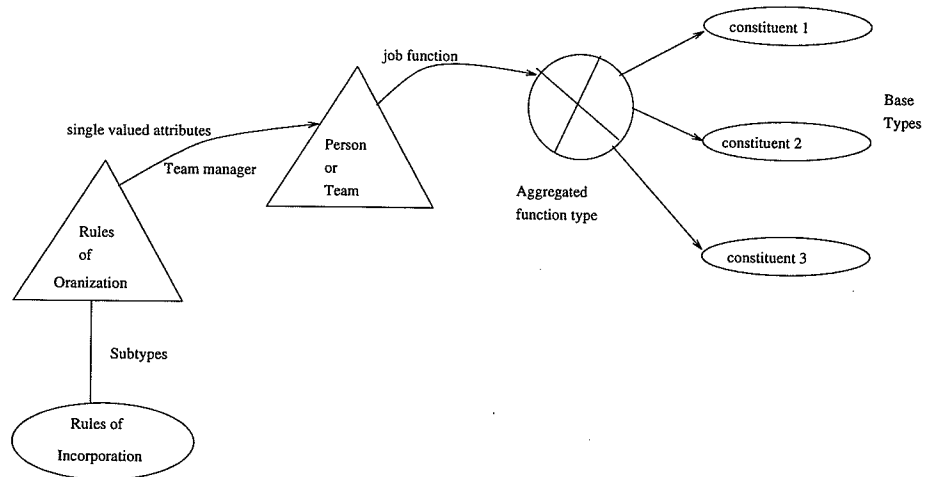 constituent 1
job function
Base
Types
single valued attributes
Team manager
Person
or
Team
constituent 2
Aggregated
function type
Rules
of
Oranization
constituent 3
Subtypes
Rules of
Incorporation